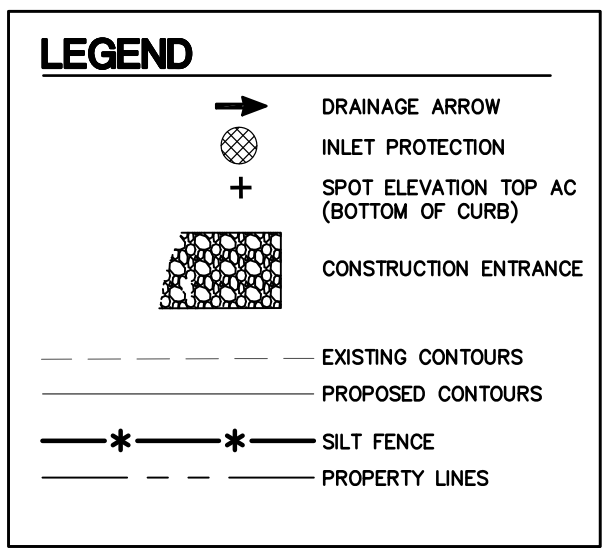 LEGEND
DRAINAGE ARROW
INLET PROTECTION
SPOT ELEVATION TOP AC
(BOTTOM OF CURB)
CONSTRUCTION ENTRANCE
EXISTING CONTOURS
PROPOSED CONTOURS
SILT FENCE
PROPERTY LINES